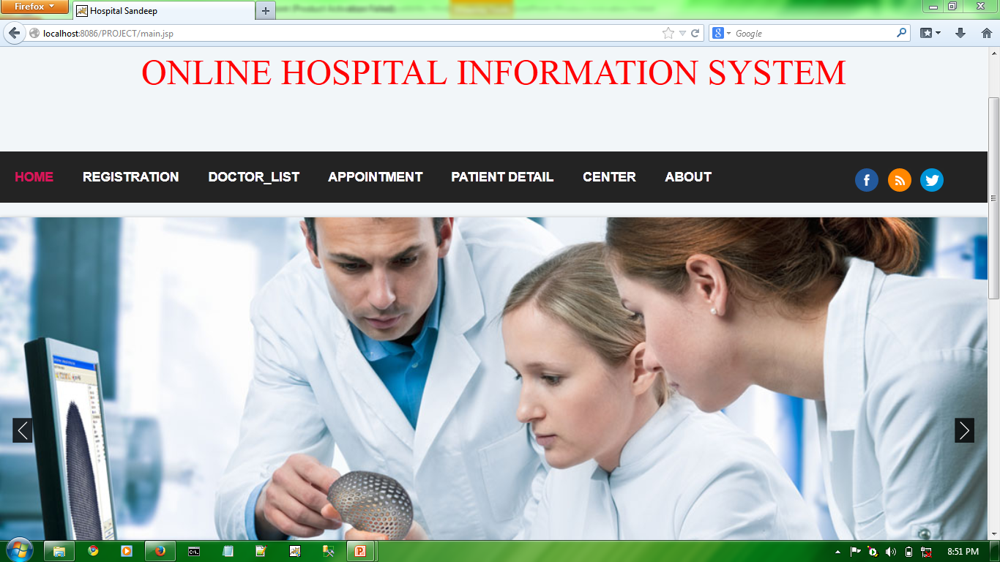 Firefox
Hospital Sandeep
localhost:8086/PROJECT/main.jsp
Google
ONLINE HOSPITAL INFORMATION SYSTEM
HOME REGISTRATION DOCTOR_LIST APPOINTMENT PATIENT DETAIL CENTER ABOUT
8:51 PM